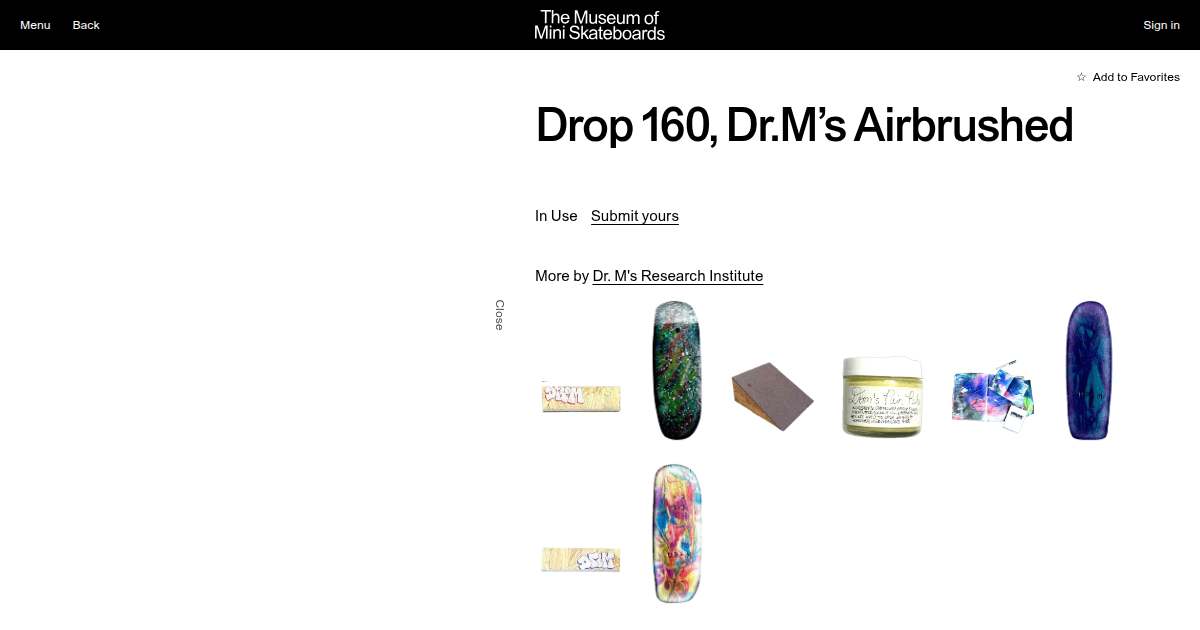 Menu
Back
The Museum of
Mini Skateboards
Sign in
☆ Add to Favorites
Drop 160, Dr.M’s Airbrushed
In Use
Submit yours
More by Dr. M's Research Institute
Close